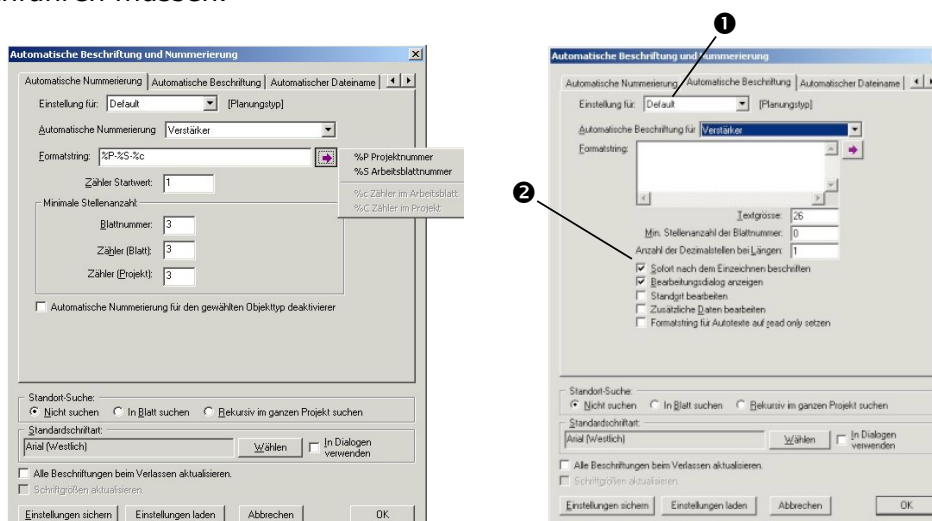 ❶
Automatische Beschriftung und Nummerierung
Automatische Nummerierung Automatische Beschriftung Automatischer Dateiname
Einstellung für: Default [Planungstyp]
Automatische Nummerierung Verstärker
Formatstring: %P-%S-%c
%P Projektnummer
%S Arbeitsblattnummer
%c Zähler im Arbeitsblatt
%C Zähler im Projekt
Zähler Startwert: 1
Minimale Stellenanzahl:
Blattnummer: 3
Zähler (Blatt): 3
Zähler (Projekt): 3
Automatische Nummerierung für den gewählten Objekttyp deaktivierer
Standort-Suche:
Nicht suchen In Blatt suchen Rekursiv im ganzen Projekt suchen
Standardschriftart:
Arial (Westlich) Wählen In Dialogen verwenden
Alle Beschriftungen beim Verlassen aktualisieren.
Schriftgrößen aktualisieren.
Einstellungen sichern Einstellungen laden Abbrechen OK
Automatische Beschriftung und Nummerierung
Automatische Nummerierung Automatische Beschriftung Automatischer Dateiname
Einstellung für: Default [Planungstyp]
Automatische Beschriftung für Verstärker
Formatstring:
❷
Textgrösse: 26
Min. Stellenanzahl der Blattnummer: 0
Anzahl der Dezimalstellen bei Längen: 1
Sofort nach dem Einzeichnen beschriften
Bearbeitungsdialog anzeigen
Standort bearbeiten
Zusätzliche Daten bearbeiten
Formatstring für Autotexte auf read only setzen
Standort-Suche:
Nicht suchen In Blatt suchen Rekursiv im ganzen Projekt suchen
Standardschriftart:
Arial (Westlich) Wählen In Dialogen verwenden
Alle Beschriftungen beim Verlassen aktualisieren.
Schriftgrößen aktualisieren.
Einstellungen sichern Einstellungen laden Abbrechen OK